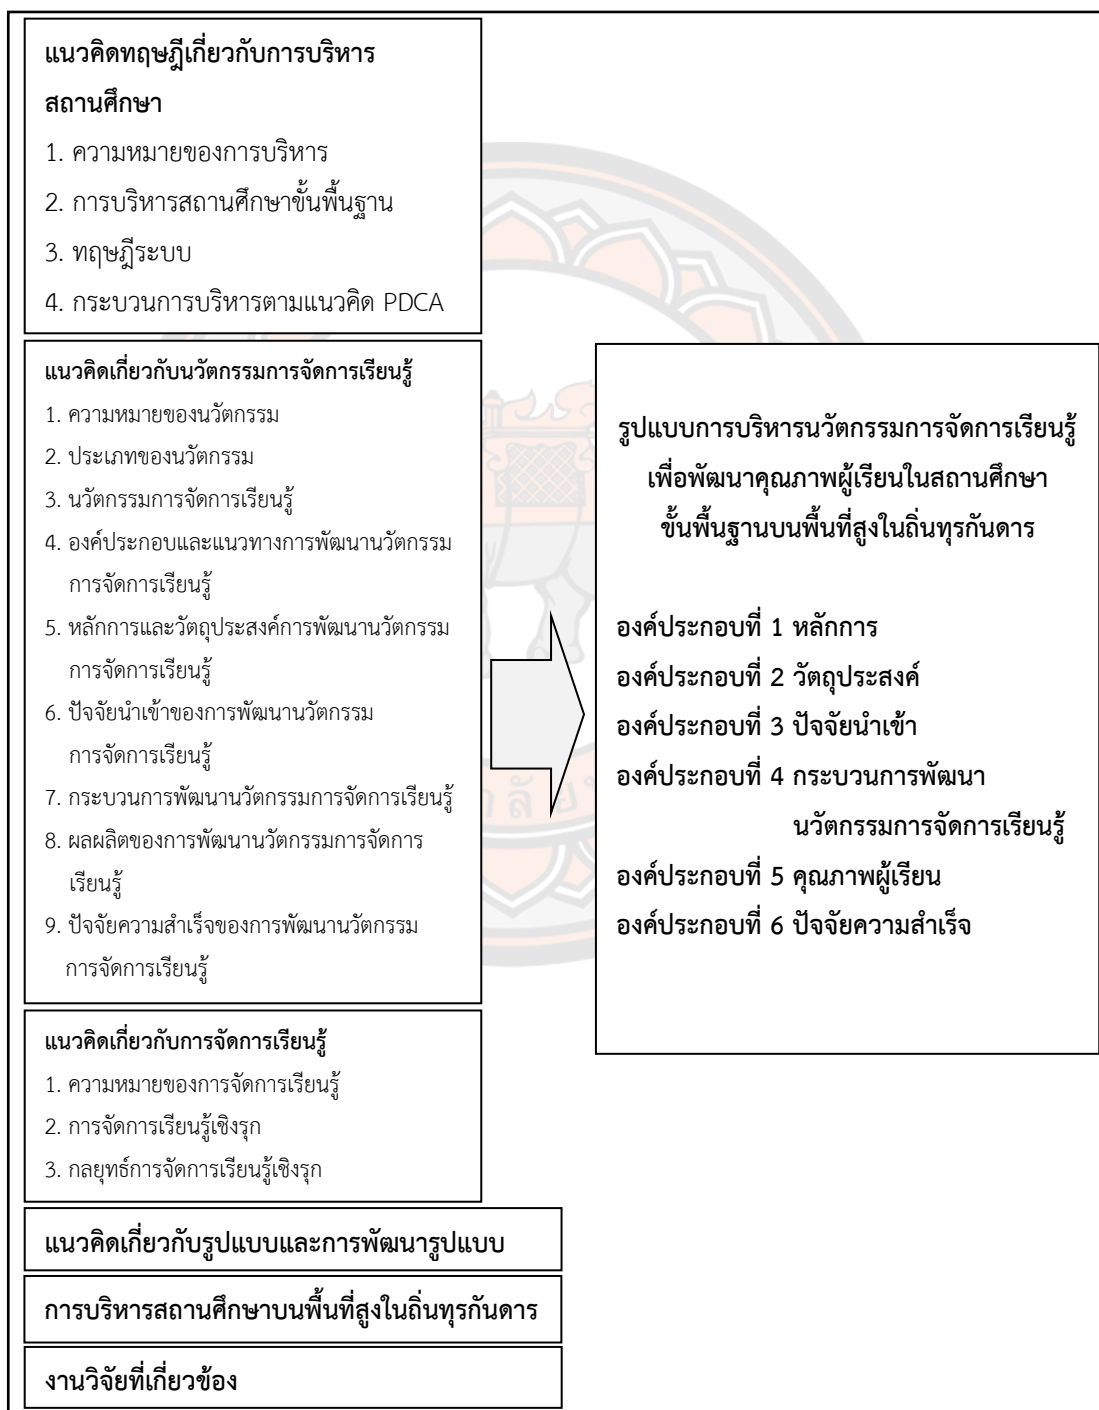 แนวคิดทฤษฎีเกี่ยวกับการบริหาร
สถานศึกษา
1. ความหมายของการบริหาร
2. การบริหารสถานศึกษาขั้นพื้นฐาน
3. ทฤษฎีระบบ
4. กระบวนการบริหารตามแนวคิด PDCA
แนวคิดเกี่ยวกับนวัตกรรมการจัดการเรียนรู้
1. ความหมายของนวัตกรรม
2. ประเภทของนวัตกรรม
3. นวัตกรรมการจัดการเรียนรู้
4. องค์ประกอบและแนวทางการพัฒนานวัตกรรม
การจัดการเรียนรู้
5. หลักการและวัตถุประสงค์การพัฒนานวัตกรรม
การจัดการเรียนรู้
6. ปัจจัยนำเข้าของการพัฒนานวัตกรรม
การจัดการเรียนรู้
7. กระบวนการพัฒนานวัตกรรมการจัดการเรียนรู้
8. ผลผลิตของการพัฒนานวัตกรรมการจัดการ
เรียนรู้
9. ปัจจัยความสำเร็จของการพัฒนานวัตกรรม
การจัดการเรียนรู้
แนวคิดเกี่ยวกับการจัดการเรียนรู้
1. ความหมายของการจัดการเรียนรู้
2. การจัดการเรียนรู้เชิงรุก
3. กลยุทธ์การจัดการเรียนรู้เชิงรุก
แนวคิดเกี่ยวกับรูปแบบและการพัฒนารูปแบบ
การบริหารสถานศึกษาบนพื้นที่สูงในถิ่นทุรกันดาร
งานวิจัยที่เกี่ยวข้อง
รูปแบบการบริหารนวัตกรรมการจัดการเรียนรู้
เพื่อพัฒนาคุณภาพผู้เรียนในสถานศึกษา
ขั้นพื้นฐานบนพื้นที่สูงในถิ่นทุรกันดาร
องค์ประกอบที่ 1 หลักการ
องค์ประกอบที่ 2 วัตถุประสงค์
องค์ประกอบที่ 3 ปัจจัยนำเข้า
องค์ประกอบที่ 4 กระบวนการพัฒนา
นวัตกรรมการจัดการเรียนรู้
องค์ประกอบที่ 5 คุณภาพผู้เรียน
องค์ประกอบที่ 6 ปัจจัยความสำเร็จ